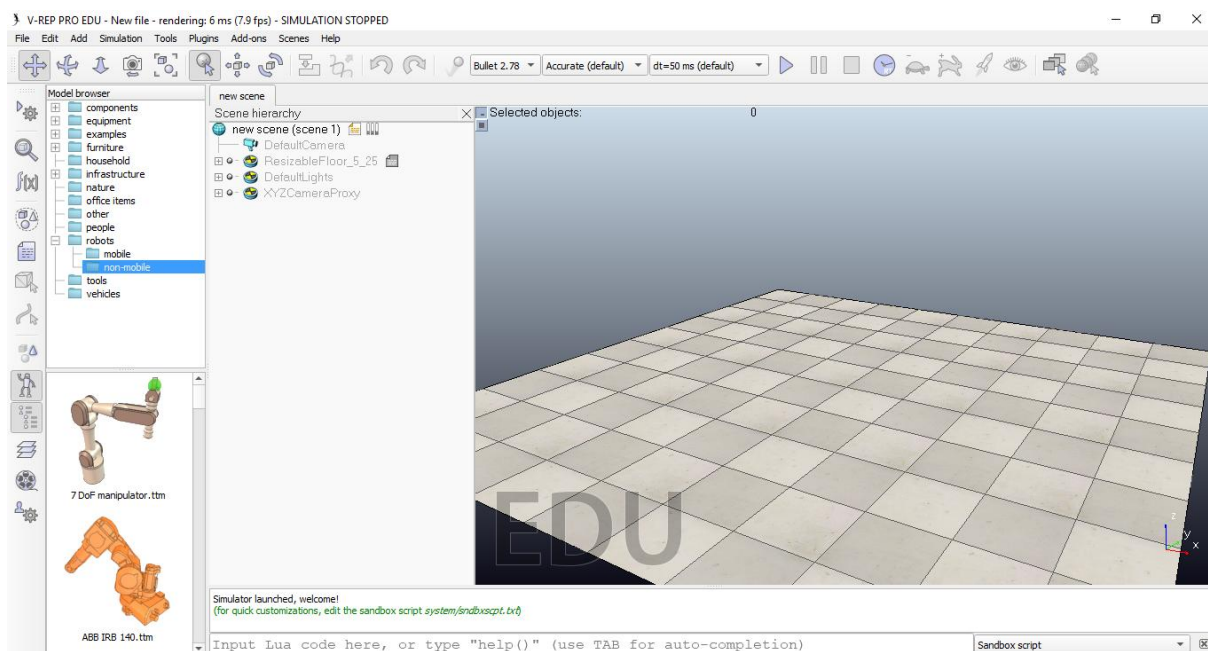 V-REP PRO EDU - New file - rendering: 6 ms (7.9 fps) - SIMULATION STOPPED
File Edit Add Simulation Tools Plugins Add-ons Scenes Help
Bullet 2.78 Accurate (default) dt=50 ms (default)
f(x)
Model browser
components
equipment
examples
furniture
household
infrastructure
nature
office items
other
people
robots
mobile
non-mobile
tools
vehicles
7 DoF manipulator.ttm
ABB IRB 140.ttm
new scene
Scene hierarchy
new scene (scene 1)
DefaultCamera
ResizableFloor_5_25
DefaultLights
XYZCameraProxy
Selected objects: 0
EDU
z
y
x
Simulator launched, welcome!
(for quick customizations, edit the sandbox script system/sndbxscpt.txt)
Input Lua code here, or type "help()" (use TAB for auto-completion)
Sandbox script